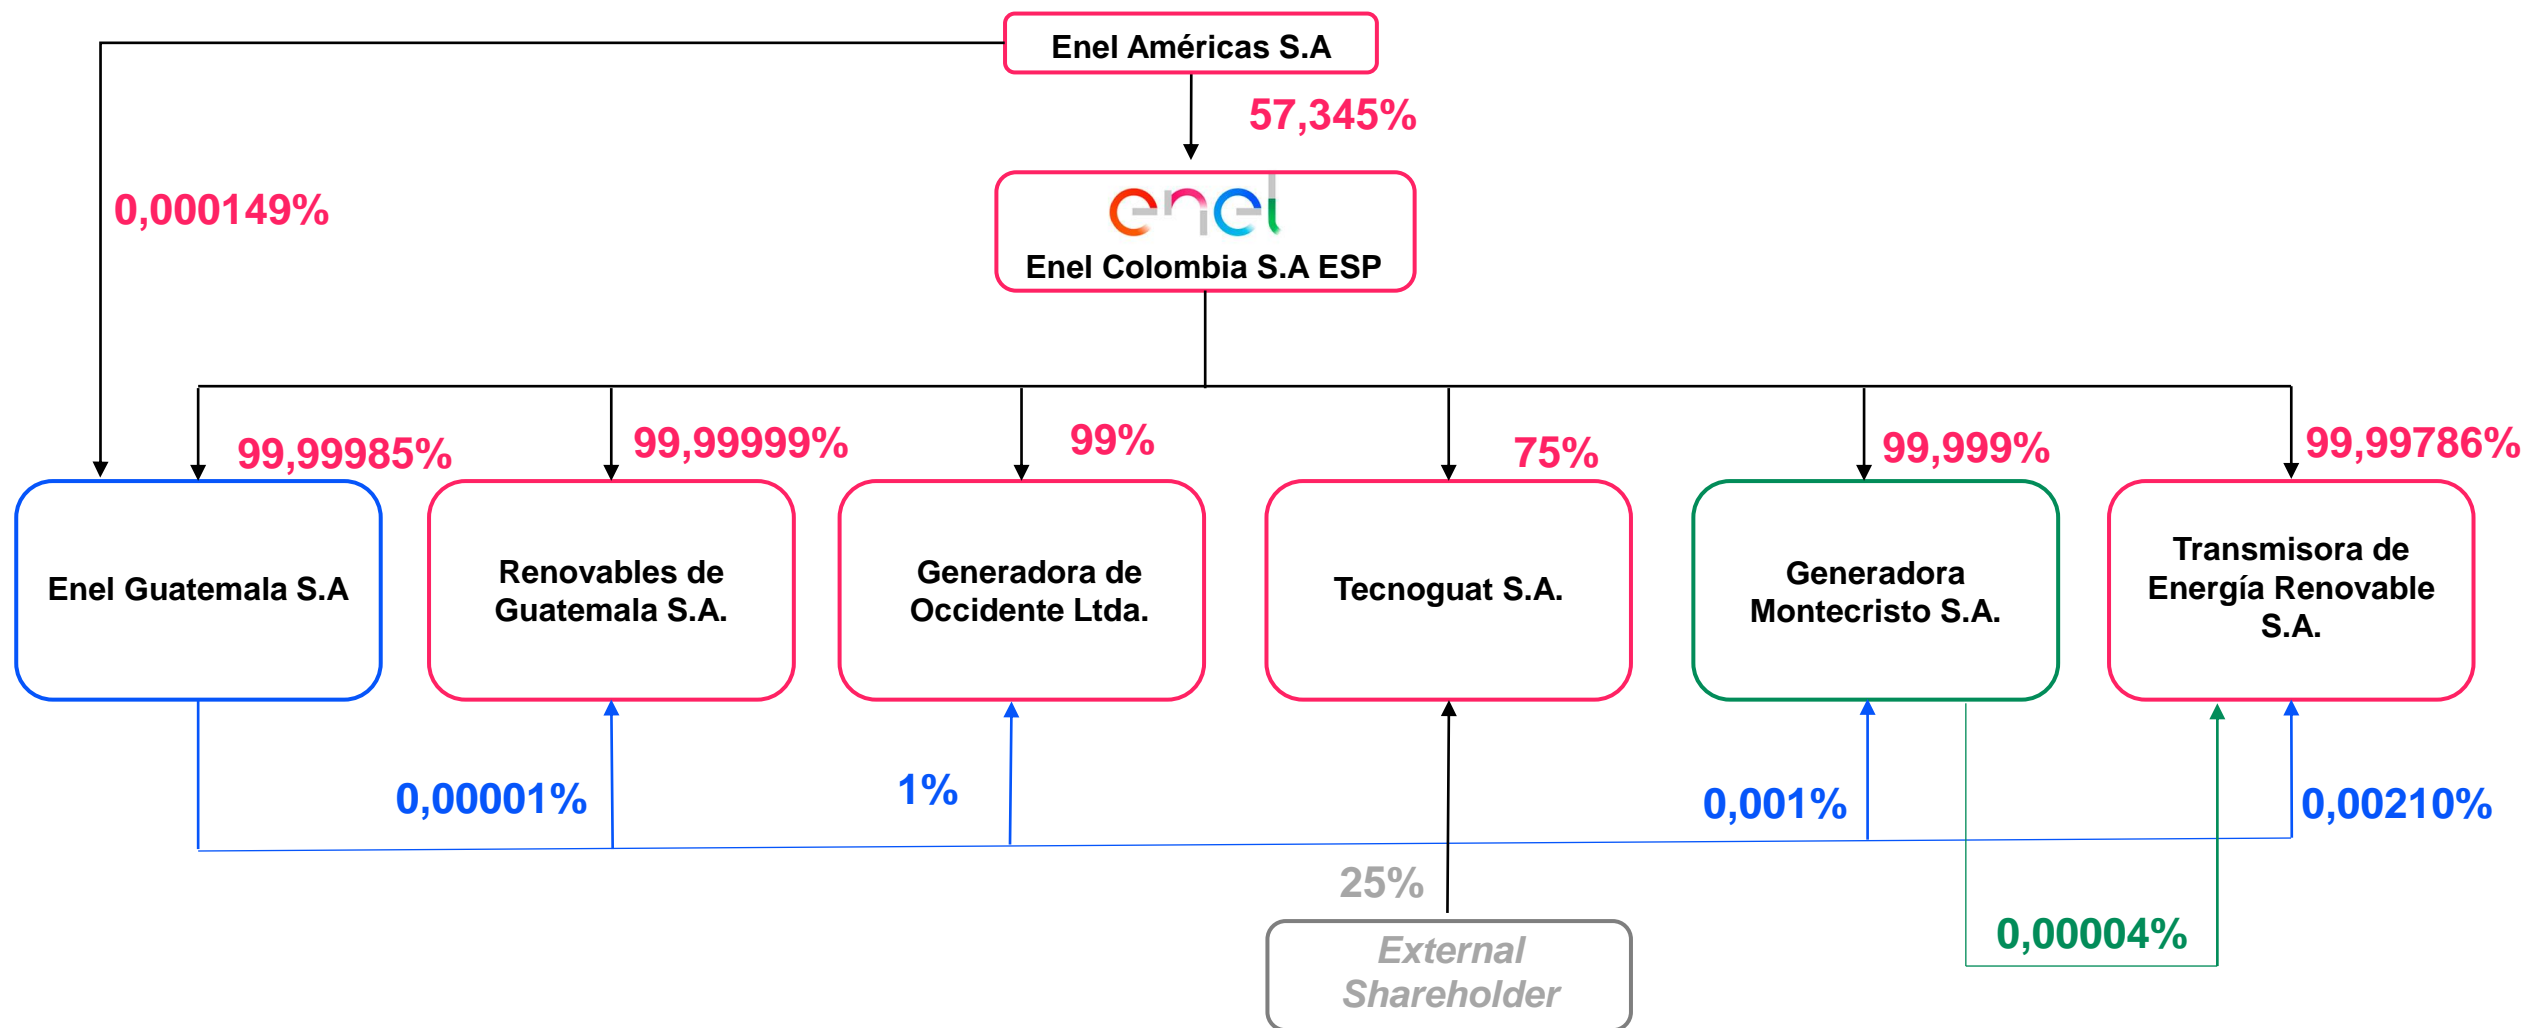 Enel Américas S.A
57,345%
0,000149%
enel
Enel Colombia S.A ESP
99,99985%
99,99999%
99%
75%
99,999%
99,99786%
Enel Guatemala S.A
Renovables de
Guatemala S.A.
Generadora de
Occidente Ltda.
Tecnoguat S.A.
Generadora
Montecristo S.A.
Transmisora de
Energía Renovable
S.A.
0,00001%
1%
0,001%
0,00210%
25%
0,00004%
External
Shareholder